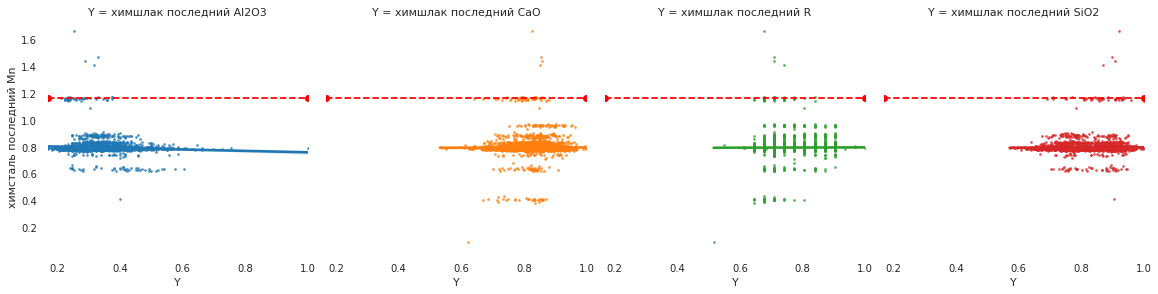 Y = химшлак последний Al2O3
Y = химшлак последний CaO
Y = химшлак последний R
Y = химшлак последний SiO2
химсталь последний Mn
1.6
1.4
1.2
1.0
0.8
0.6
0.4
0.2
0.2 0.4 0.6 0.8 1.0
0.2 0.4 0.6 0.8 1.0
0.2 0.4 0.6 0.8 1.0
0.2 0.4 0.6 0.8 1.0
Y
Y
Y
Y